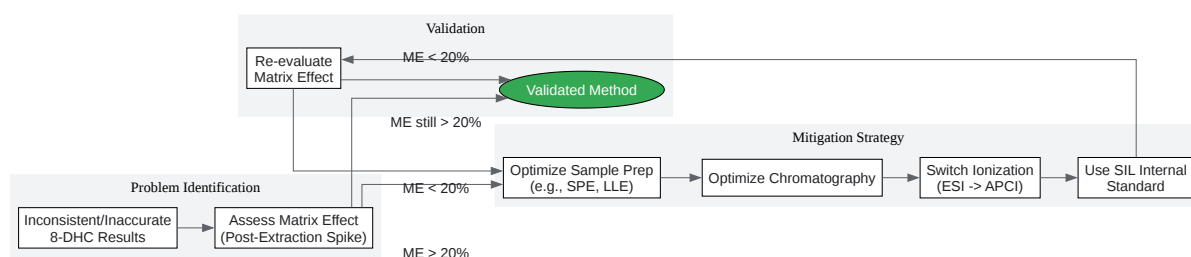 Validation
Re-evaluate
Matrix Effect
ME < 20%
Validated Method
ME still > 20%
Mitigation Strategy
Optimize Sample Prep
(e.g., SPE, LLE)
Optimize Chromatography
Switch Ionization
(ESI -> APCI)
Use SIL Internal
Standard
Problem Identification
ME < 20%
Inconsistent/Inaccurate
8-DHC Results
Assess Matrix Effect
(Post-Extraction Spike)
ME > 20%